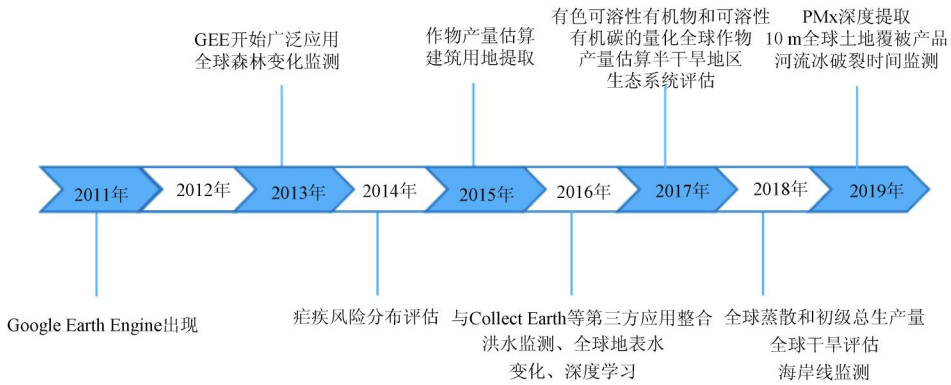 GEE开始广泛应用
全球森林变化监测
作物产量估算
建筑用地提取
有色可溶性有机物和可溶性
有机碳的量化全球作物
产量估算半干旱地区
生态系统评估
PMx深度提取
10 m全球土地覆被产品
河流冰破裂时间监测
2011年
2012年
2013年
2014年
2015年
2016年
2017年
2018年
2019年
Google Earth Engine出现
疟疾风险分布评估
与Collect Earth等第三方应用整合
洪水监测、全球地表水
变化、深度学习
全球蒸散和初级总生产量
全球干旱评估
海岸线监测